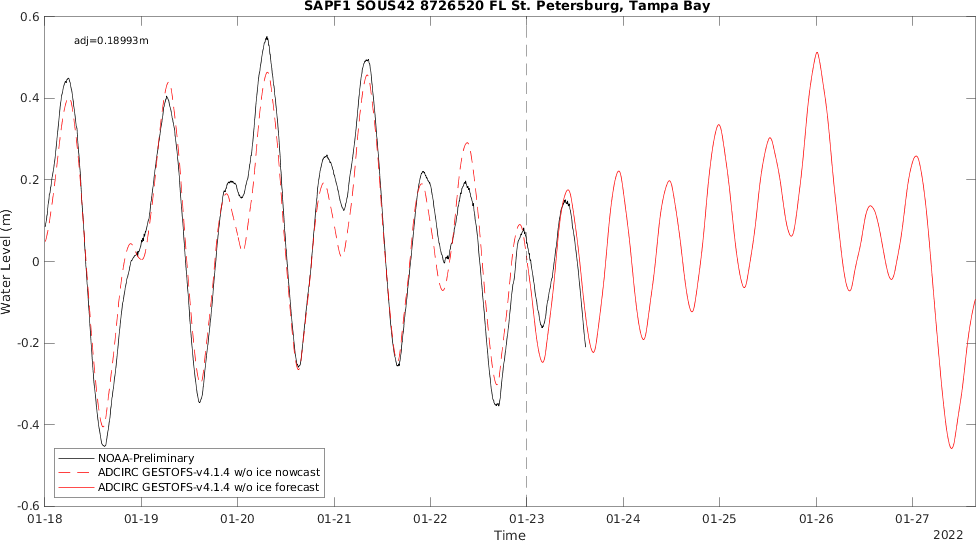 SAPF1 SOUS42 8726520 FL St. Petersburg, Tampa Bay
adj=0.18993m
0.6
0.4
0.2
0
-0.2
-0.4
-0.6
Water Level (m)
NOAA-Preliminary
ADCIRC GESTOFS-v4.1.4 w/o ice nowcast
ADCIRC GESTOFS-v4.1.4 w/o ice forecast
01-18 01-19 01-20 01-21 01-22 01-23 01-24 01-25 01-26 01-27
Time
2022